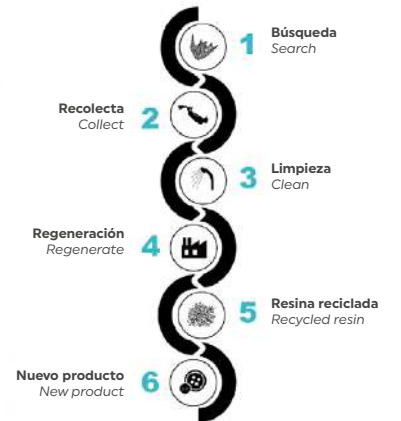 1 Búsqueda
Search
Recolecta 2
Collect
3 Limpieza
Clean
Regeneración 4
Regenerate
5 Resina reciclada
Recycled resin
Nuevo producto 6
New product